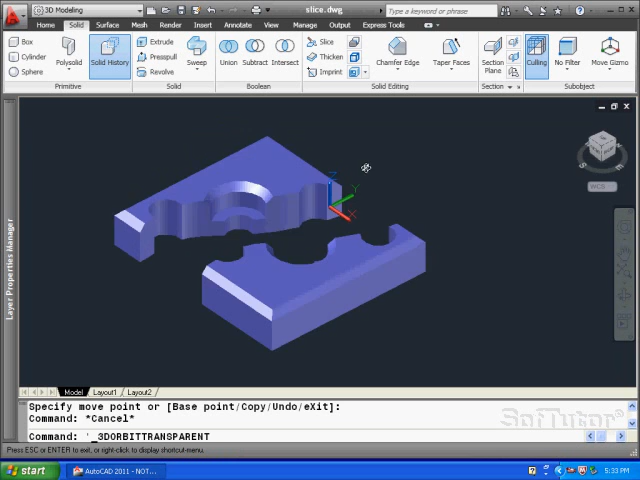 3D Modeling
slice.dwg
Type a keyword or phrase
Home Solid Surface Mesh Render Insert Annotate View Manage Output Express Tools
Box
Cylinder
Sphere
Polysolid
Solid History
Extrude
Presspull
Revolve
Sweep
Union
Subtract
Intersect
Slice
Thicken
Imprint
Chamfer Edge
Taper Faces
Section Plane
Culling
No Filter
Move Gizmo
Primitive
Solid
Boolean
Solid Editing
Section
Subobject
Layer Properties Manager
Z
Y
X
WCS
Model Layout1 Layout2
Specify move point or [Base point/Copy/Undo/eXit]:
Command: *Cancel*
Command: '_3DORBITTRANSPARENT
SofTutor
Press ESC or ENTER to exit, or right-click to display shortcut-menu.
start
AutoCAD 2011 - NOT...
5:33 PM